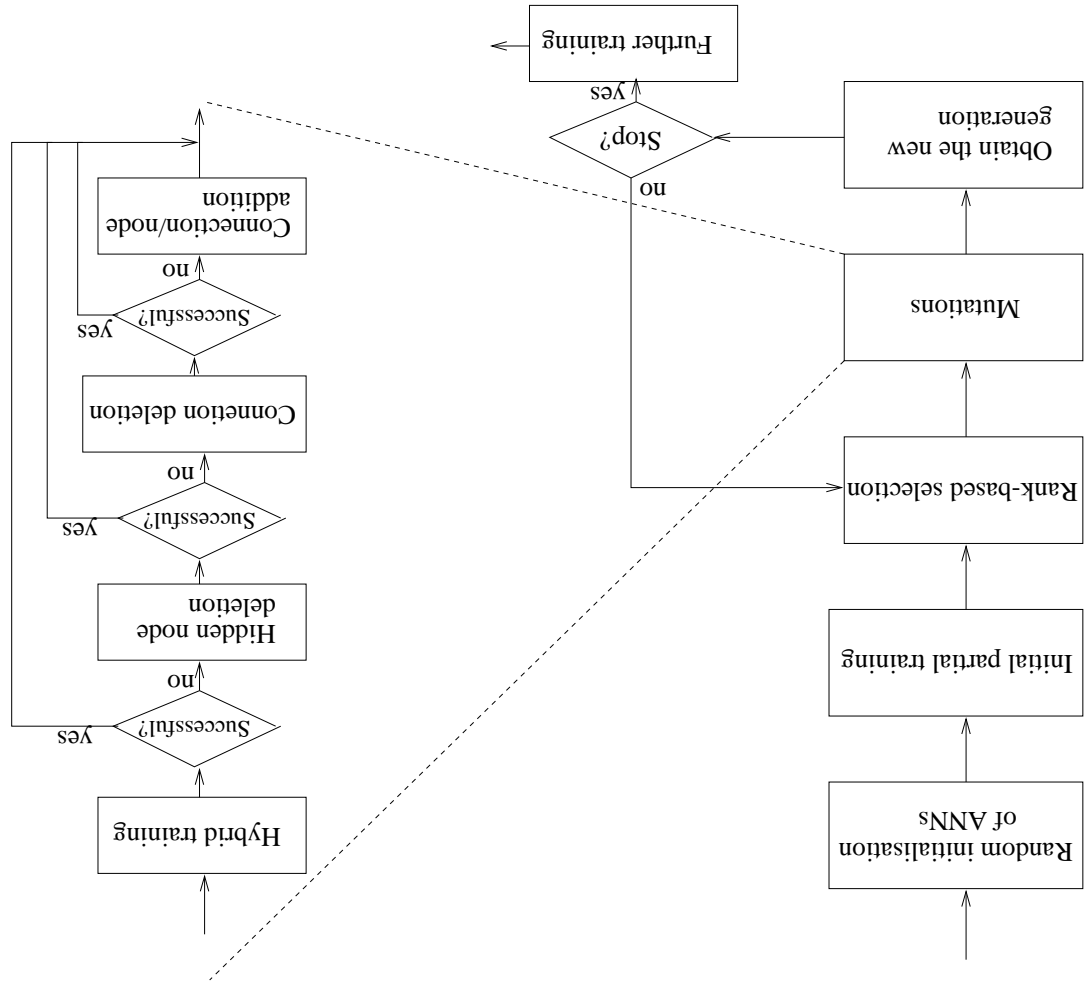 Random initialisation
of ANNs
Initial partial training
Rank-based selection
Mutations
Obtain the new
generation
Stop?
no
yes
Further training
Hybrid training
Successful?
yes
no
Hidden node
deletion
Successful?
yes
no
Connetion deletion
Successful?
yes
no
Connection/node
addition